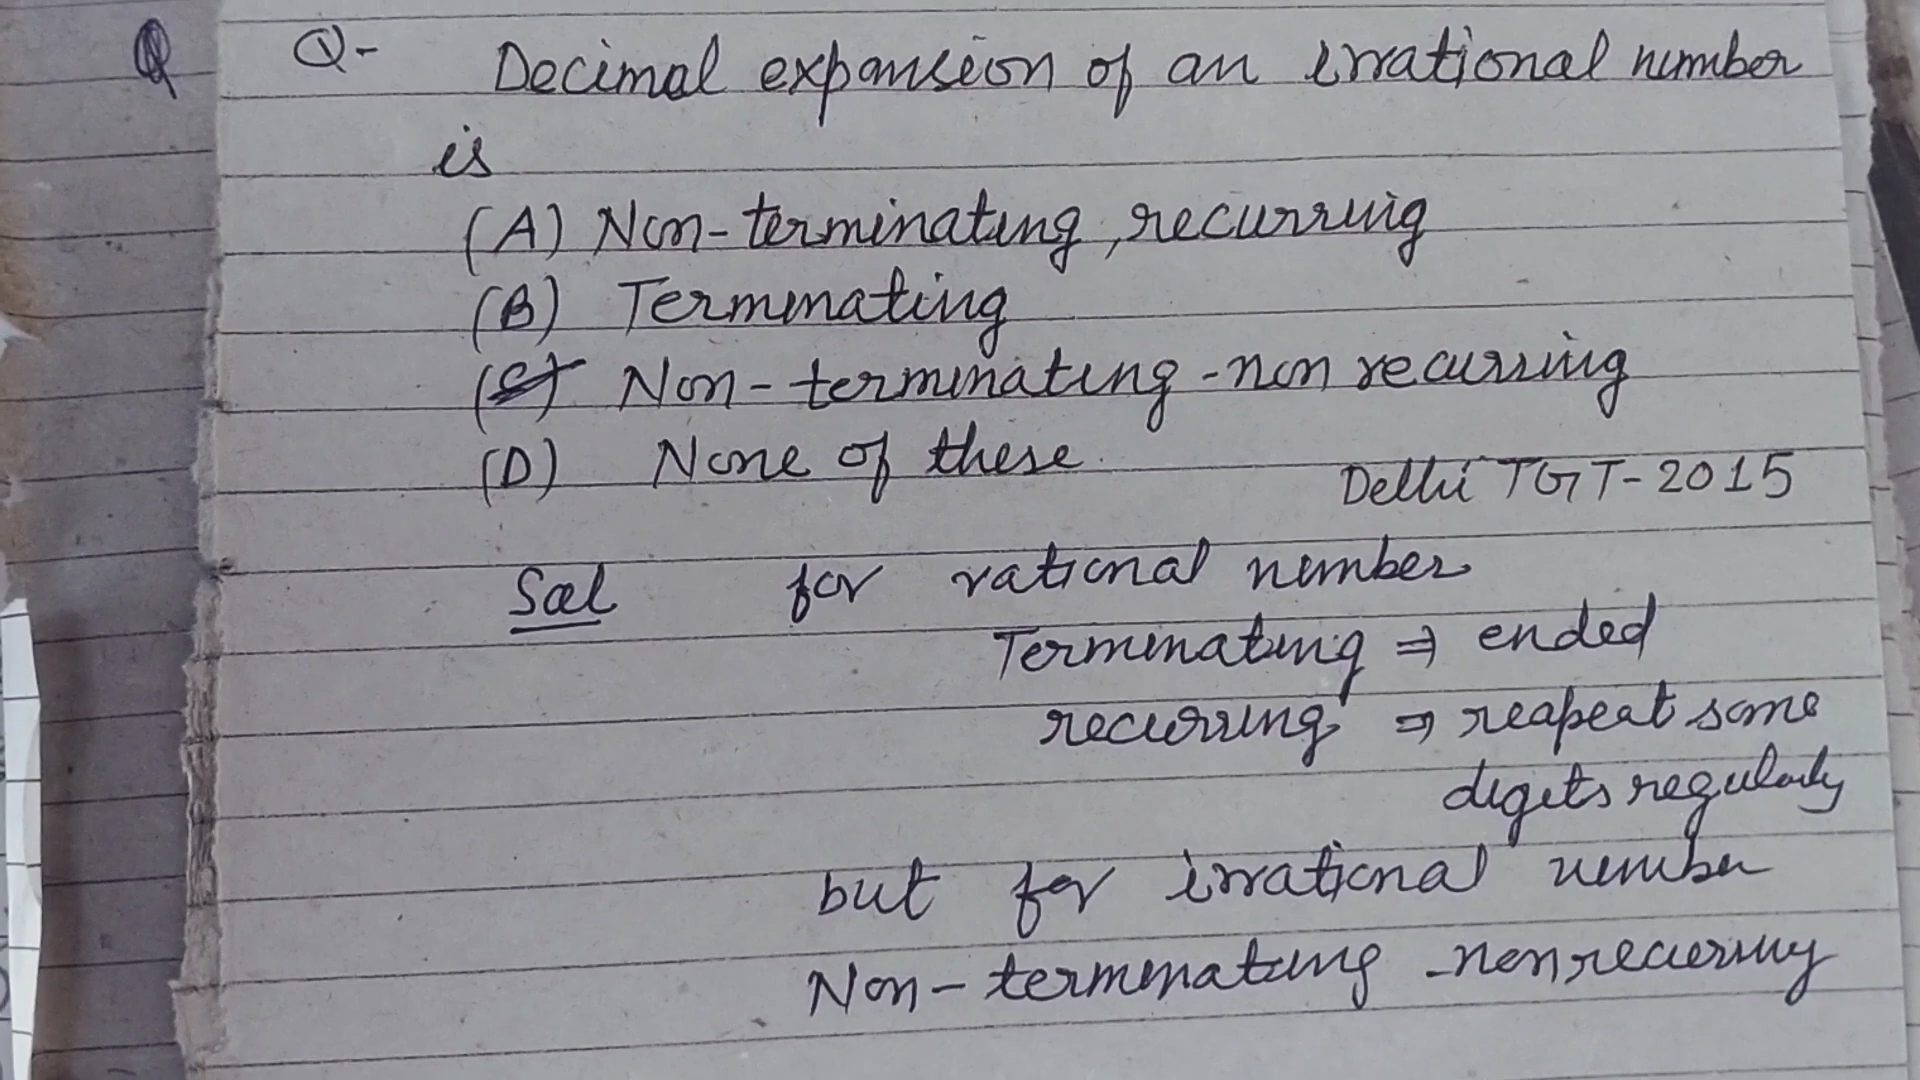 Q Q- Decimal expansion of an irrational number
is
(A) Non-terminating, recurring
(B) Terminating
(C) Non-terminating-non recurring
(D) None of these.
Delhi TGT-2015
Sol for rational number
Terminating ⇒ ended
recurring ⇒ reapeat some
digits regularly
but for irrational number
Non-terminating-nonrecurring